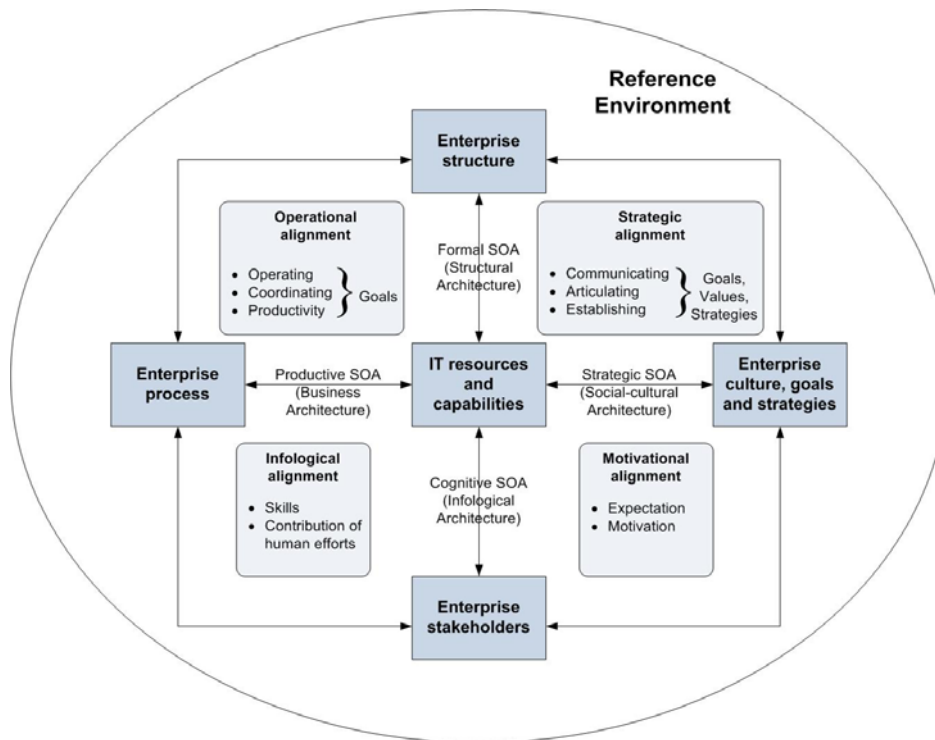 Reference
Environment
Enterprise
structure
Operational
alignment
• Operating
• Coordinating
• Productivity
Goals
Formal SOA
(Structural
Architecture)
Strategic
alignment
• Communicating
• Articulating
• Establishing
Goals,
Values,
Strategies
Enterprise
process
Productive SOA
(Business
Architecture)
IT resources
and
capabilities
Strategic SOA
(Social-cultural
Architecture)
Enterprise
culture, goals
and strategies
Infological
alignment
• Skills
• Contribution of
human efforts
Cognitive SOA
(Infological
Architecture)
Motivational
alignment
• Expectation
• Motivation
Enterprise
stakeholders